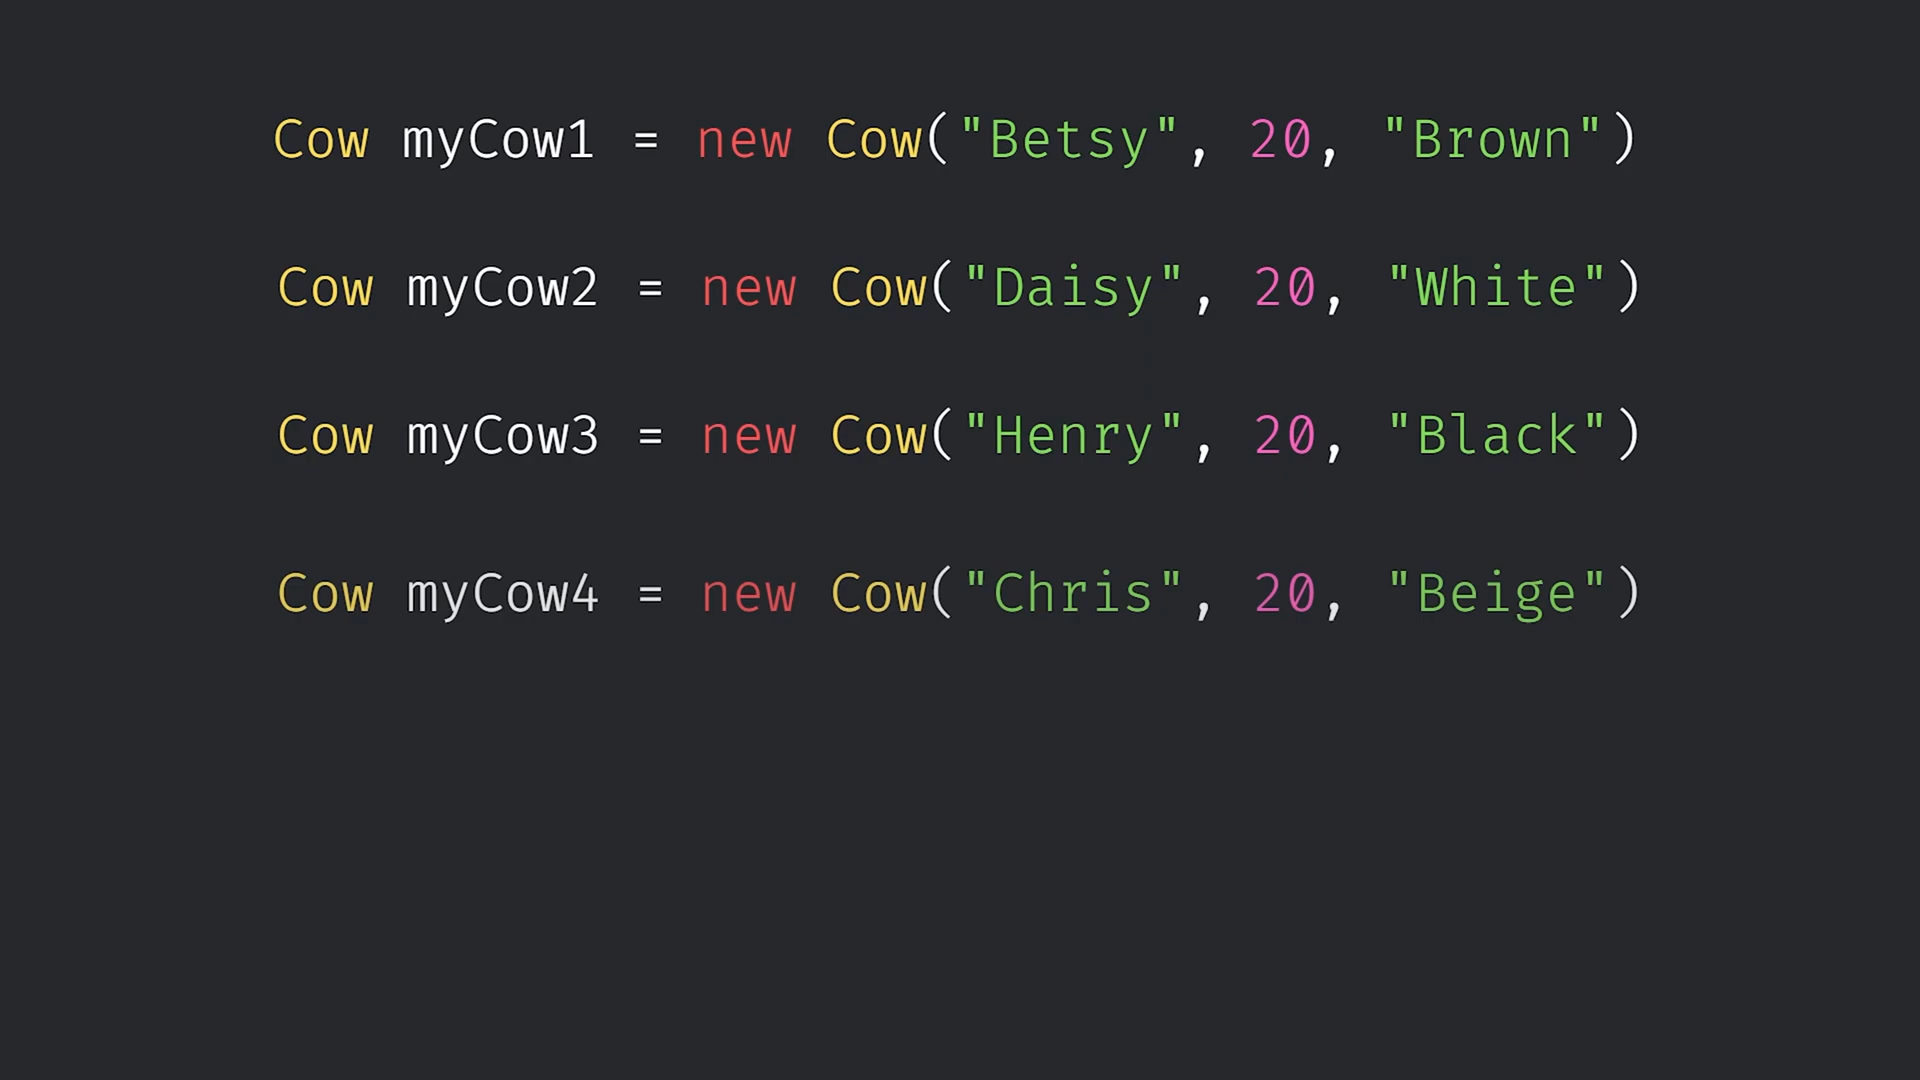 Cow myCow1 = new Cow("Betsy", 20, "Brown")
Cow myCow2 = new Cow("Daisy", 20, "White")
Cow myCow3 = new Cow("Henry", 20, "Black")
Cow myCow4 = new Cow("Chris", 20, "Beige")